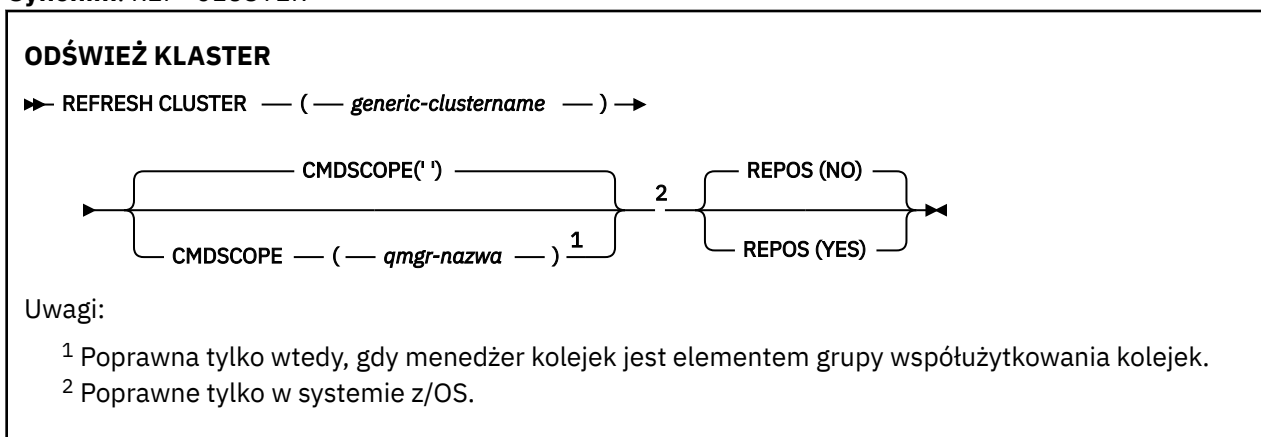 ODŚWIEŻ KLASTER
REFRESH CLUSTER ( generic-clustername )
CMDSCOPE(' ')
CMDSCOPE ( qmgr-nazwa ) 1
2
REPOS (NO)
REPOS (YES)
Uwagi:
1 Poprawna tylko wtedy, gdy menedżer kolejek jest elementem grupy współużytkowania kolejek.
2 Poprawne tylko w systemie z/OS.